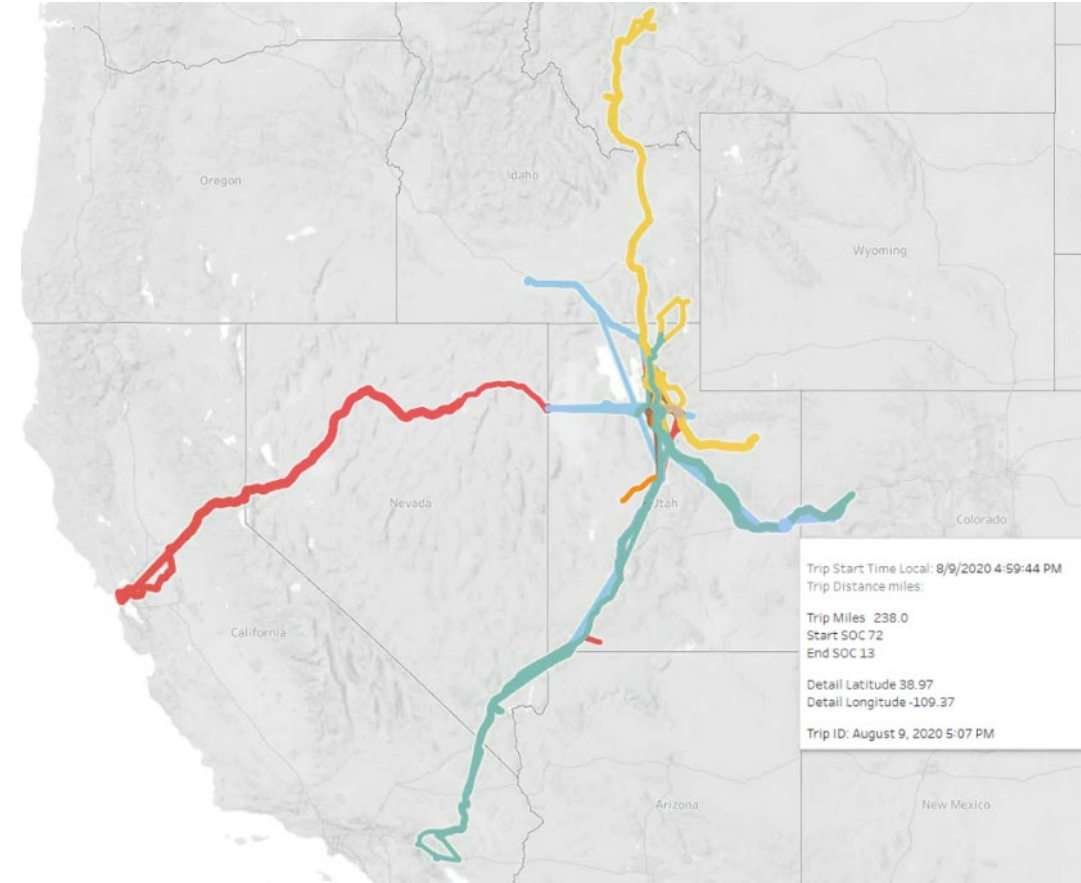 Oregon
Idaho
Wyoming
Nevada
Utah
Colorado
California
Arizona
New Mexico
Trip Start Time Local: 8/9/2020 4:59:44 PM
Trip Distance miles:
Trip Miles 238.0
Start SOC 72
End SOC 13
Detail Latitude 38.97
Detail Longitude -109.37
Trip ID: August 9, 2020 5:07 PM